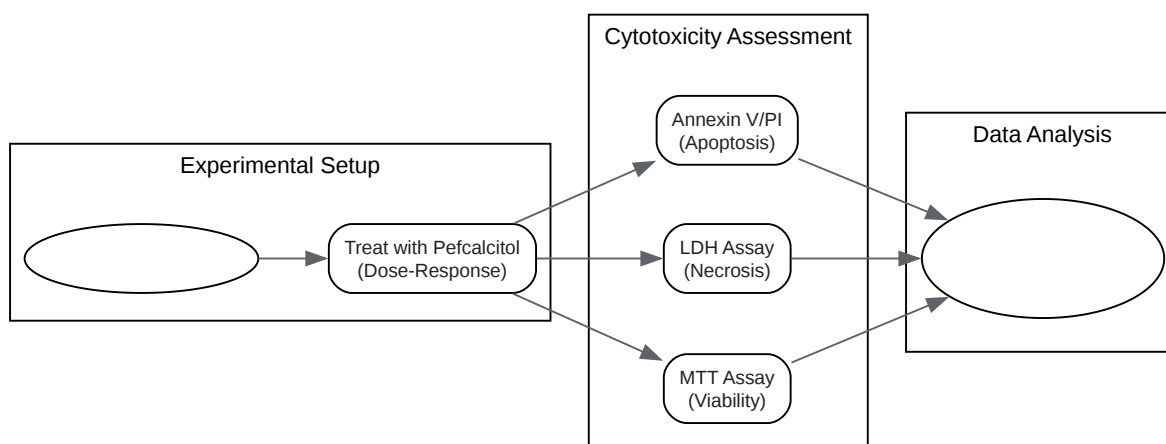 Experimental Setup
Treat with Pefcalcitol
(Dose-Response)
Cytotoxicity Assessment
Annexin V/PI
(Apoptosis)
LDH Assay
(Necrosis)
MTT Assay
(Viability)
Data Analysis